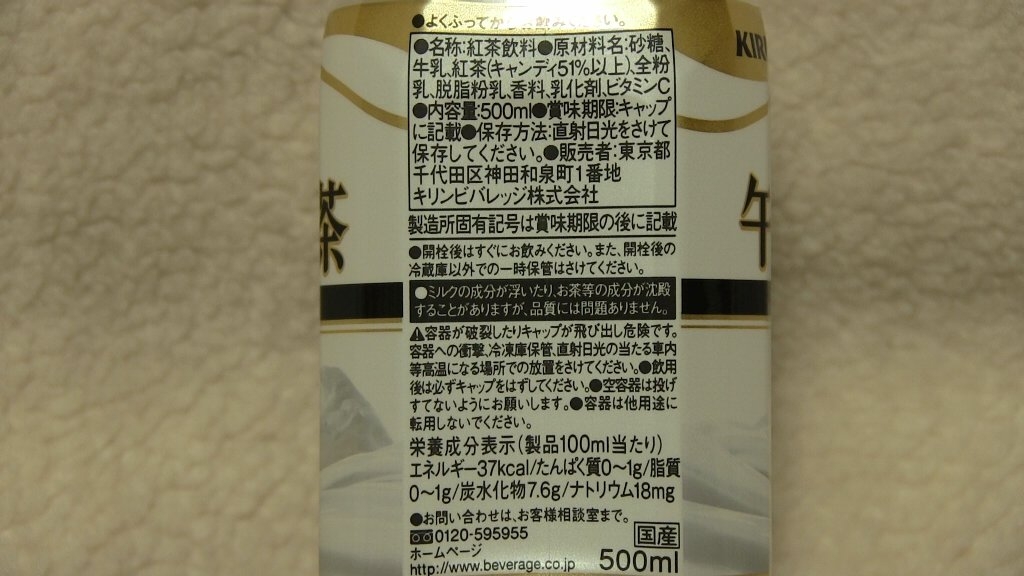 ●よくふってからお飲みください。
●名称:紅茶飲料●原材料名:砂糖、
牛乳、紅茶(キャンディ51%以上)、全粉
乳、脱脂粉乳、香料、乳化剤、ビタミンC
●内容量:500ml●賞味期限:キャップ
に記載●保存方法:直射日光をさけて
保存してください。●販売者:東京都
千代田区神田和泉町1番地
キリンビバレッジ株式会社
製造所固有記号は賞味期限の後に記載
●開栓後はすぐにお飲みください。また、開栓後の
冷蔵庫以外での一時保管はさけてください。
●ミルクの成分が浮いたり、お茶等の成分が沈殿
することがありますが、品質には問題ありません。
⚠容器が破裂したりキャップが飛び出し危険です。
容器への衝撃、冷凍庫保管、直射日光の当たる車内
等高温になる場所での放置をさけてください。●飲用
後は必ずキャップをはずしてください。●空容器は投げ
すてないようにお願いします。●容器は他用途に
転用しないでください。
栄養成分表示(製品100ml当たり)
エネルギー37kcal/たんぱく質0〜1g/脂質
0〜1g/炭水化物7.6g/ナトリウム18mg
●お問い合わせは、お客様相談室まで。
0120-595955
ホームページ
http://www.beverage.co.jp
国産
500ml
茶
午